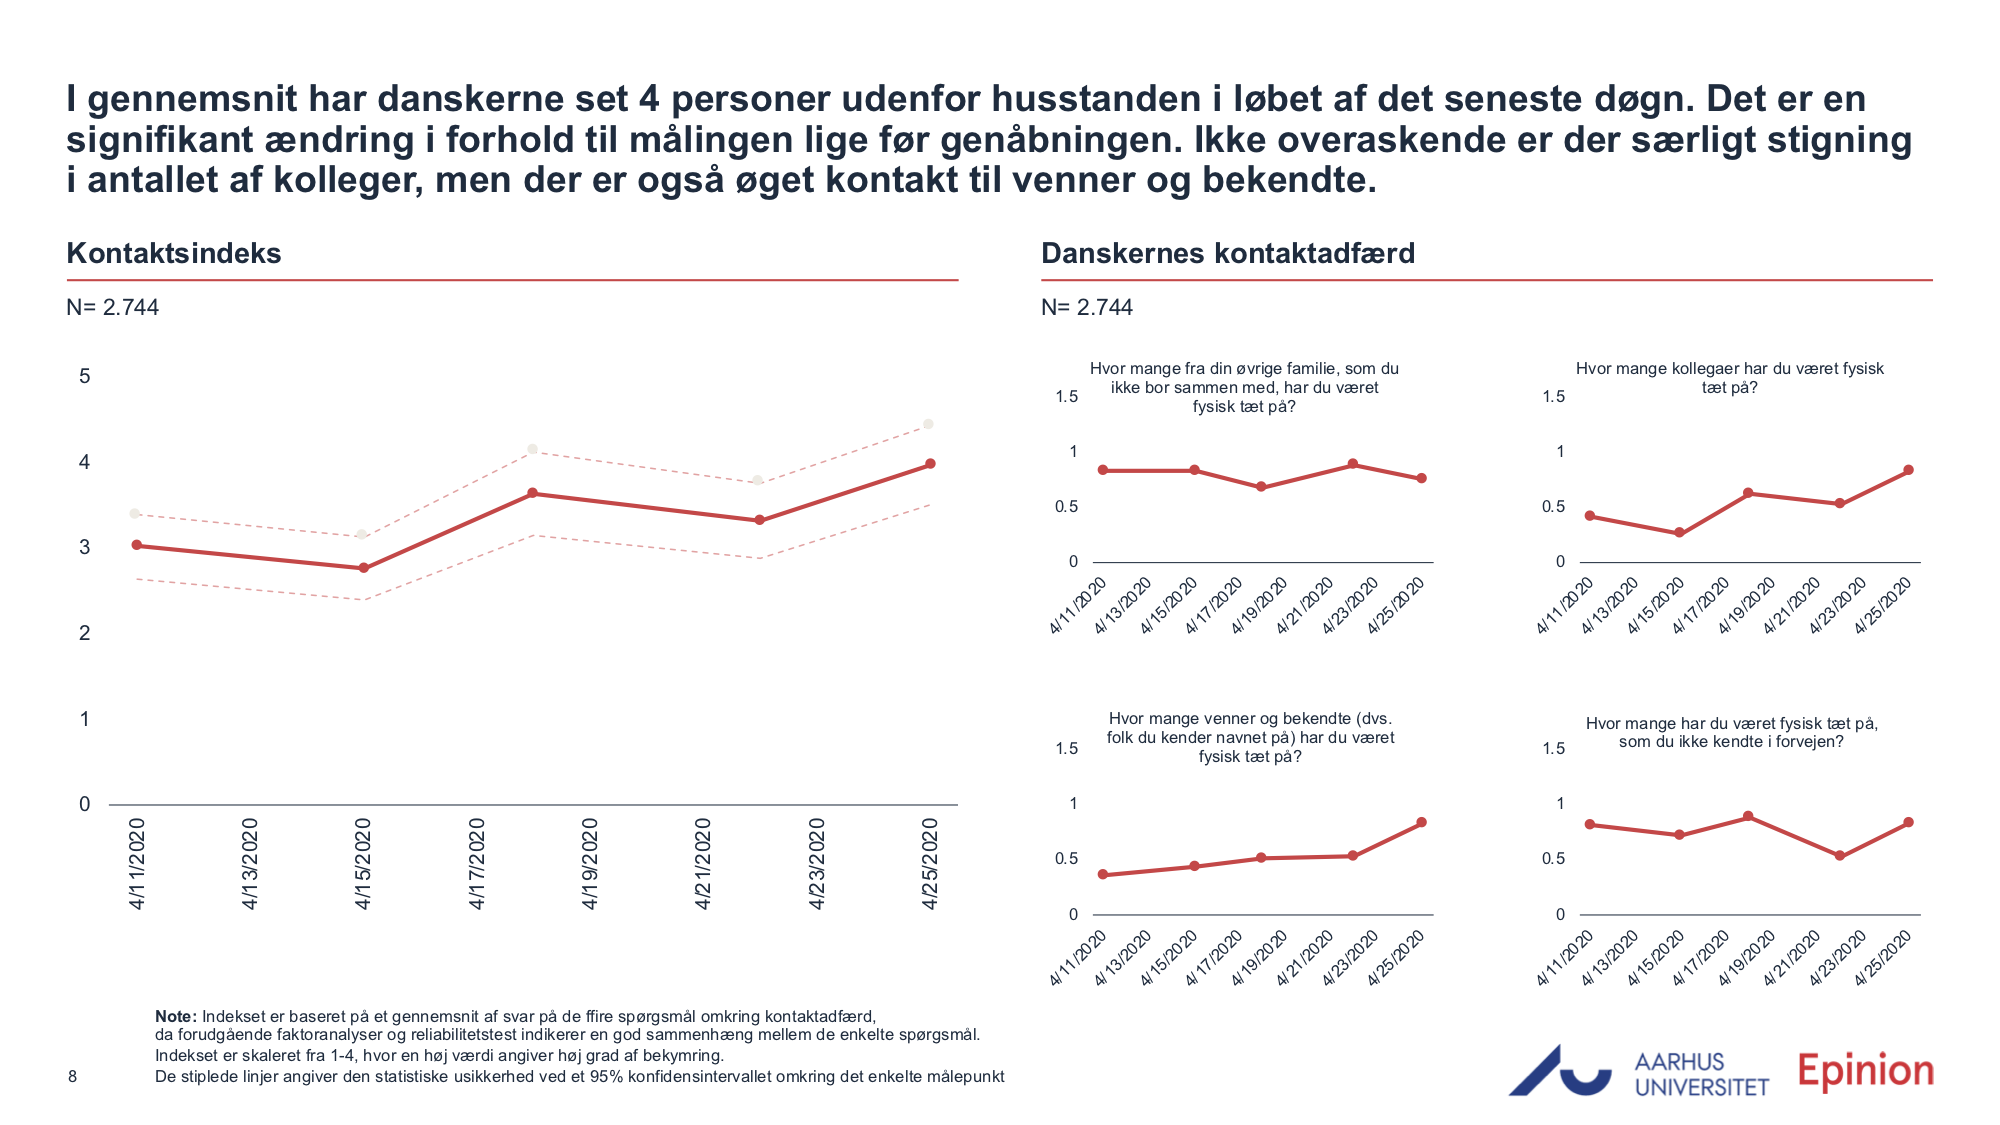 I gennemsnit har danskerne set 4 personer udenfor husstanden i løbet af det seneste døgn. Det er en
signifikant ændring i forhold til målingen lige før genåbningen. Ikke overaskende er der særligt stigning
i antallet af kolleger, men der er også øget kontakt til venner og bekendte.
Kontaktsindeks
N= 2.744
5
4
3
2
1
0
4/11/2020
4/13/2020
4/15/2020
4/17/2020
4/19/2020
4/21/2020
4/23/2020
4/25/2020
Danskernes kontaktadfærd
N= 2.744
Hvor mange fra din øvrige familie, som du
ikke bor sammen med, har du været
fysisk tæt på?
1.5
1
0.5
0
4/11/2020
4/13/2020
4/15/2020
4/17/2020
4/19/2020
4/21/2020
4/23/2020
4/25/2020
Hvor mange kollegaer har du været fysisk
tæt på?
1.5
1
0.5
0
4/11/2020
4/13/2020
4/15/2020
4/17/2020
4/19/2020
4/21/2020
4/23/2020
4/25/2020
Hvor mange venner og bekendte (dvs.
folk du kender navnet på) har du været
fysisk tæt på?
1.5
1
0.5
0
4/11/2020
4/13/2020
4/15/2020
4/17/2020
4/19/2020
4/21/2020
4/23/2020
4/25/2020
Hvor mange har du været fysisk tæt på,
som du ikke kendte i forvejen?
1.5
1
0.5
0
4/11/2020
4/13/2020
4/15/2020
4/17/2020
4/19/2020
4/21/2020
4/23/2020
4/25/2020
Note: Indekset er baseret på et gennemsnit af svar på de ffire spørgsmål omkring kontaktadfærd,
da forudgående faktoranalyser og reliabilitetstest indikerer en god sammenhæng mellem de enkelte spørgsmål.
Indekset er skaleret fra 1-4, hvor en høj værdi angiver høj grad af bekymring.
De stiplede linjer angiver den statistiske usikkerhed ved et 95% konfidensintervallet omkring det enkelte målepunkt
8
AARHUS
UNIVERSITET
Epinion